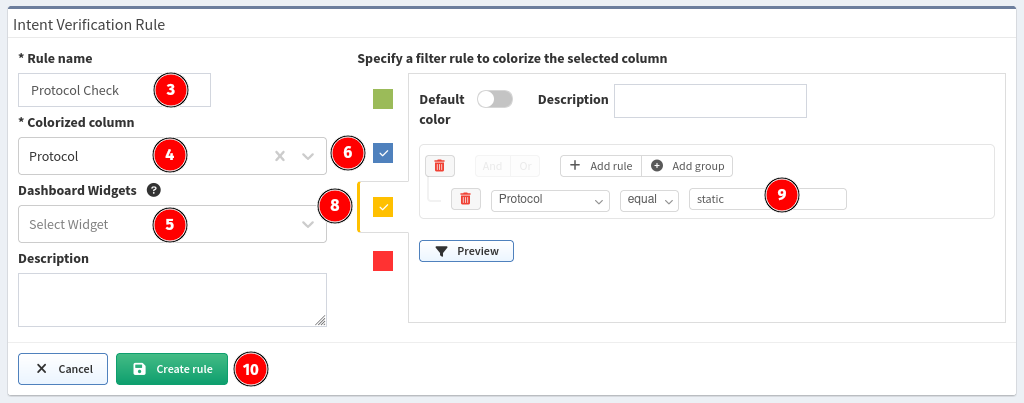 Intent Verification Rule
* Rule name
Protocol Check
3
* Colorized column
Protocol
4
Dashboard Widgets ?
Select Widget
5
Description
Specify a filter rule to colorize the selected column
6
8
Default color
Description
And Or + Add rule + Add group
Protocol equal static
9
Preview
× Cancel
Create rule
10